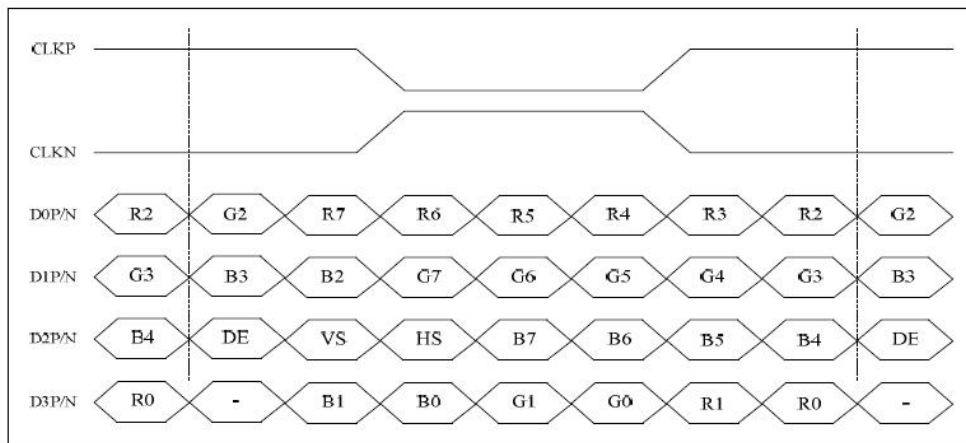 CLKP
CLKN
D0P/N R2 G2 R7 R6 R5 R4 R3 R2 G2
D1P/N G3 B3 B2 G7 G6 G5 G4 G3 B3
D2P/N B4 DE VS HS B7 B6 B5 B4 DE
D3P/N R0 - B1 B0 G1 G0 R1 R0 -